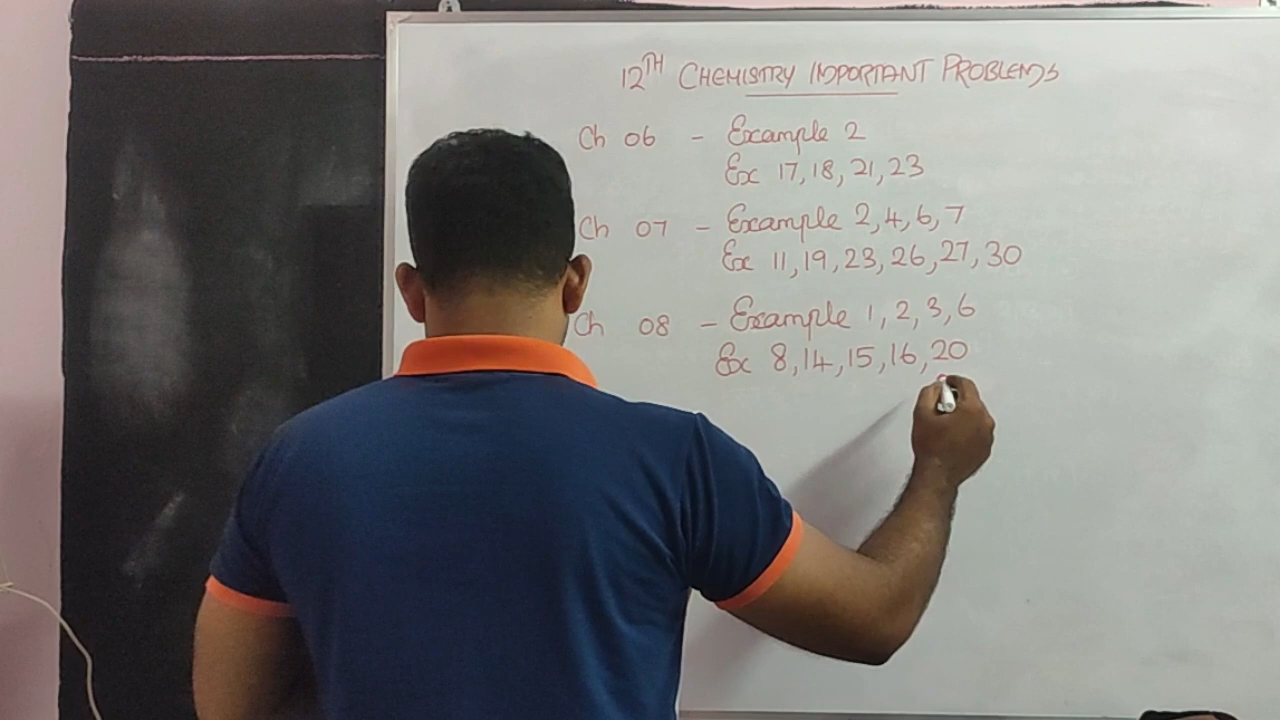 12TH CHEMISTRY IMPORTANT PROBLEMS
Ch 06 - Example 2
Ex 17, 18, 21, 23
Ch 07 - Example 2, 4, 6, 7
Ex 11, 19, 23, 26, 27, 30
Ch 08 - Example 1, 2, 3, 6
Ex 8, 14, 15, 16, 20